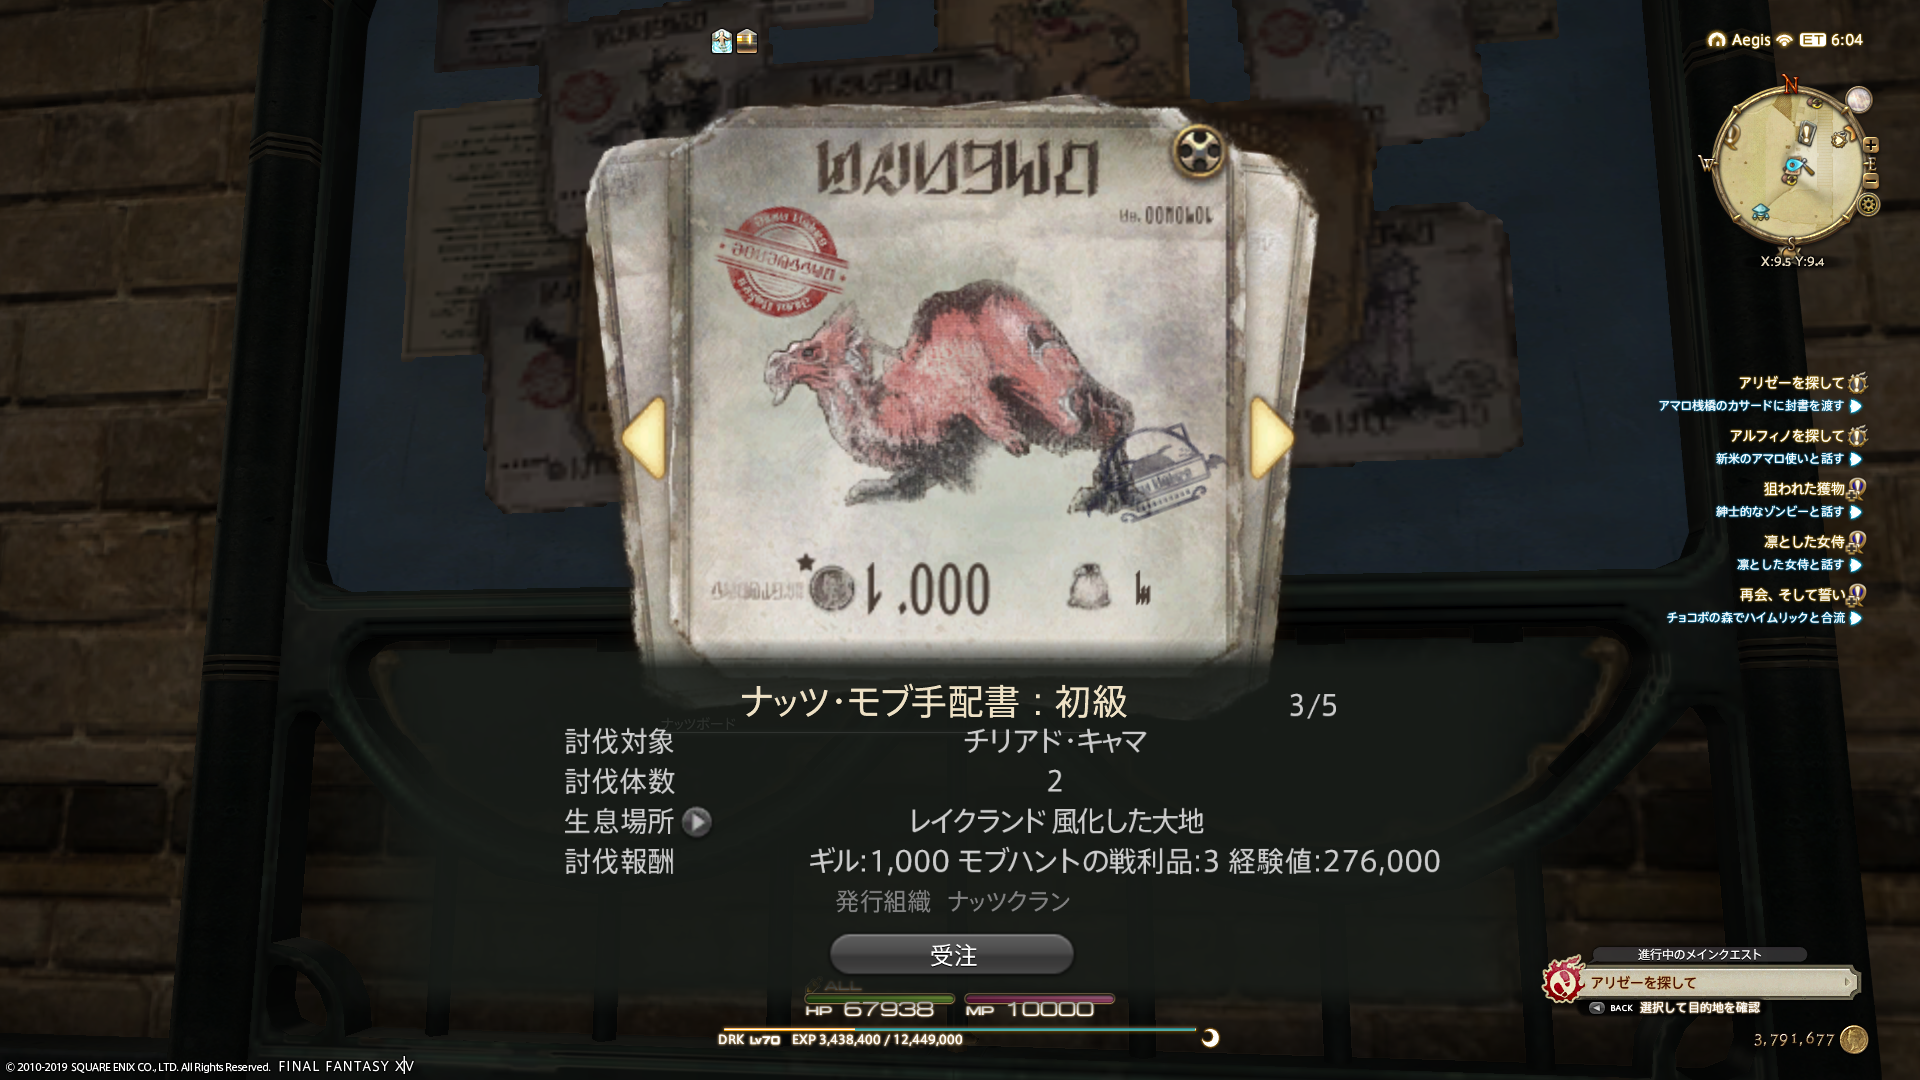 Aegis ET 6:04
N
W
E
S
X:9.5 Y:9.4
1.000
アリゼーを探して
アマロ桟橋のカサードに封書を渡す
アルフィノを探して
新米のアマロ使いと話す
狙われた獲物
紳士的なゾンビーと話す
凛とした女侍
凛とした女侍と話す
再会、そして誓い
チョコボの森でハイムリックと合流
ナッツ・モブ手配書：初級 3/5
ナッツボード
討伐対象 チリアド・キャマ
討伐体数 2
生息場所 レイクランド 風化した大地
討伐報酬 ギル:1,000 モブハントの戦利品:3 経験値:276,000
発行組織 ナッツクラン
受注
ALL
HP 67938 MP 10000
DRK Lv70 EXP 3,438,400 / 12,449,000
進行中のメインクエスト
アリゼーを探して
BACK 選択して目的地を確認
3,791,677
© 2010-2019 SQUARE ENIX CO., LTD. All Rights Reserved. FINAL FANTASY XIV